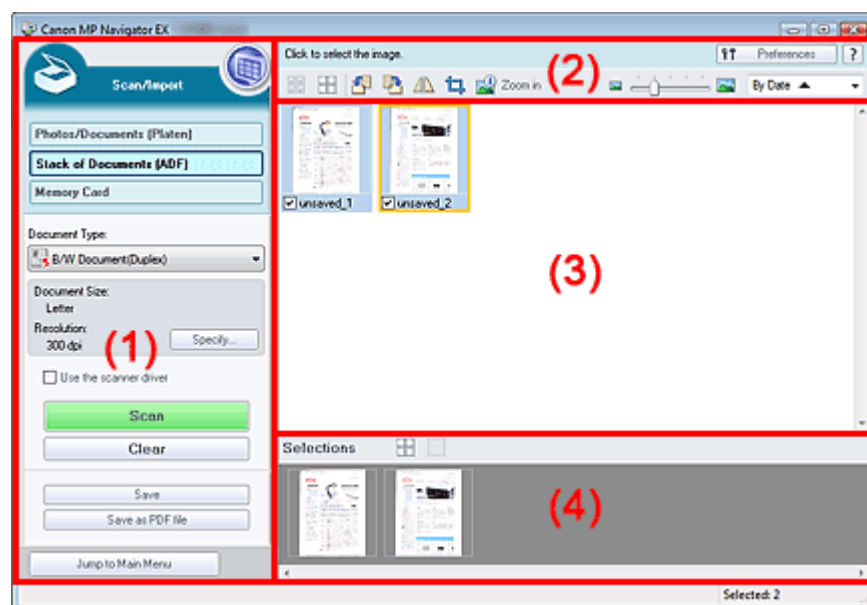 Canon MP Navigator EX
Scan/Import
Photos/Documents (Platen)
Stack of Documents (ADF)
Memory Card
Document Type:
B/W Document(Duplex)
Document Size:
Letter
Resolution:
300 dpi
Specify...
(1)
Use the scanner driver
Scan
Clear
Save
Save as PDF file
Jump to Main Menu
Click to select the image.
Preferences
?
Zoom in
(2)
By Date
unsaved_1
unsaved_2
(3)
Selections
(4)
Selected: 2